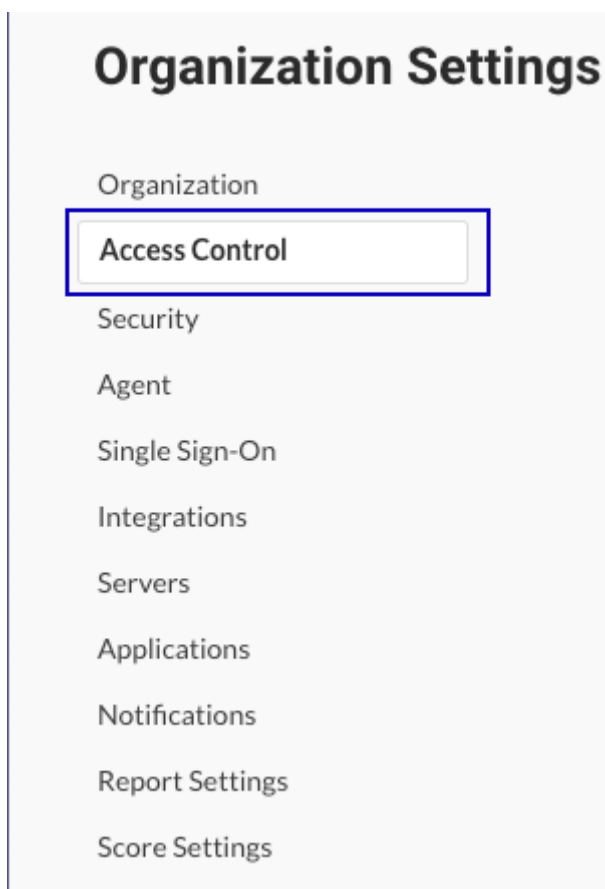 Organization Settings
Organization
Access Control
Security
Agent
Single Sign-On
Integrations
Servers
Applications
Notifications
Report Settings
Score Settings